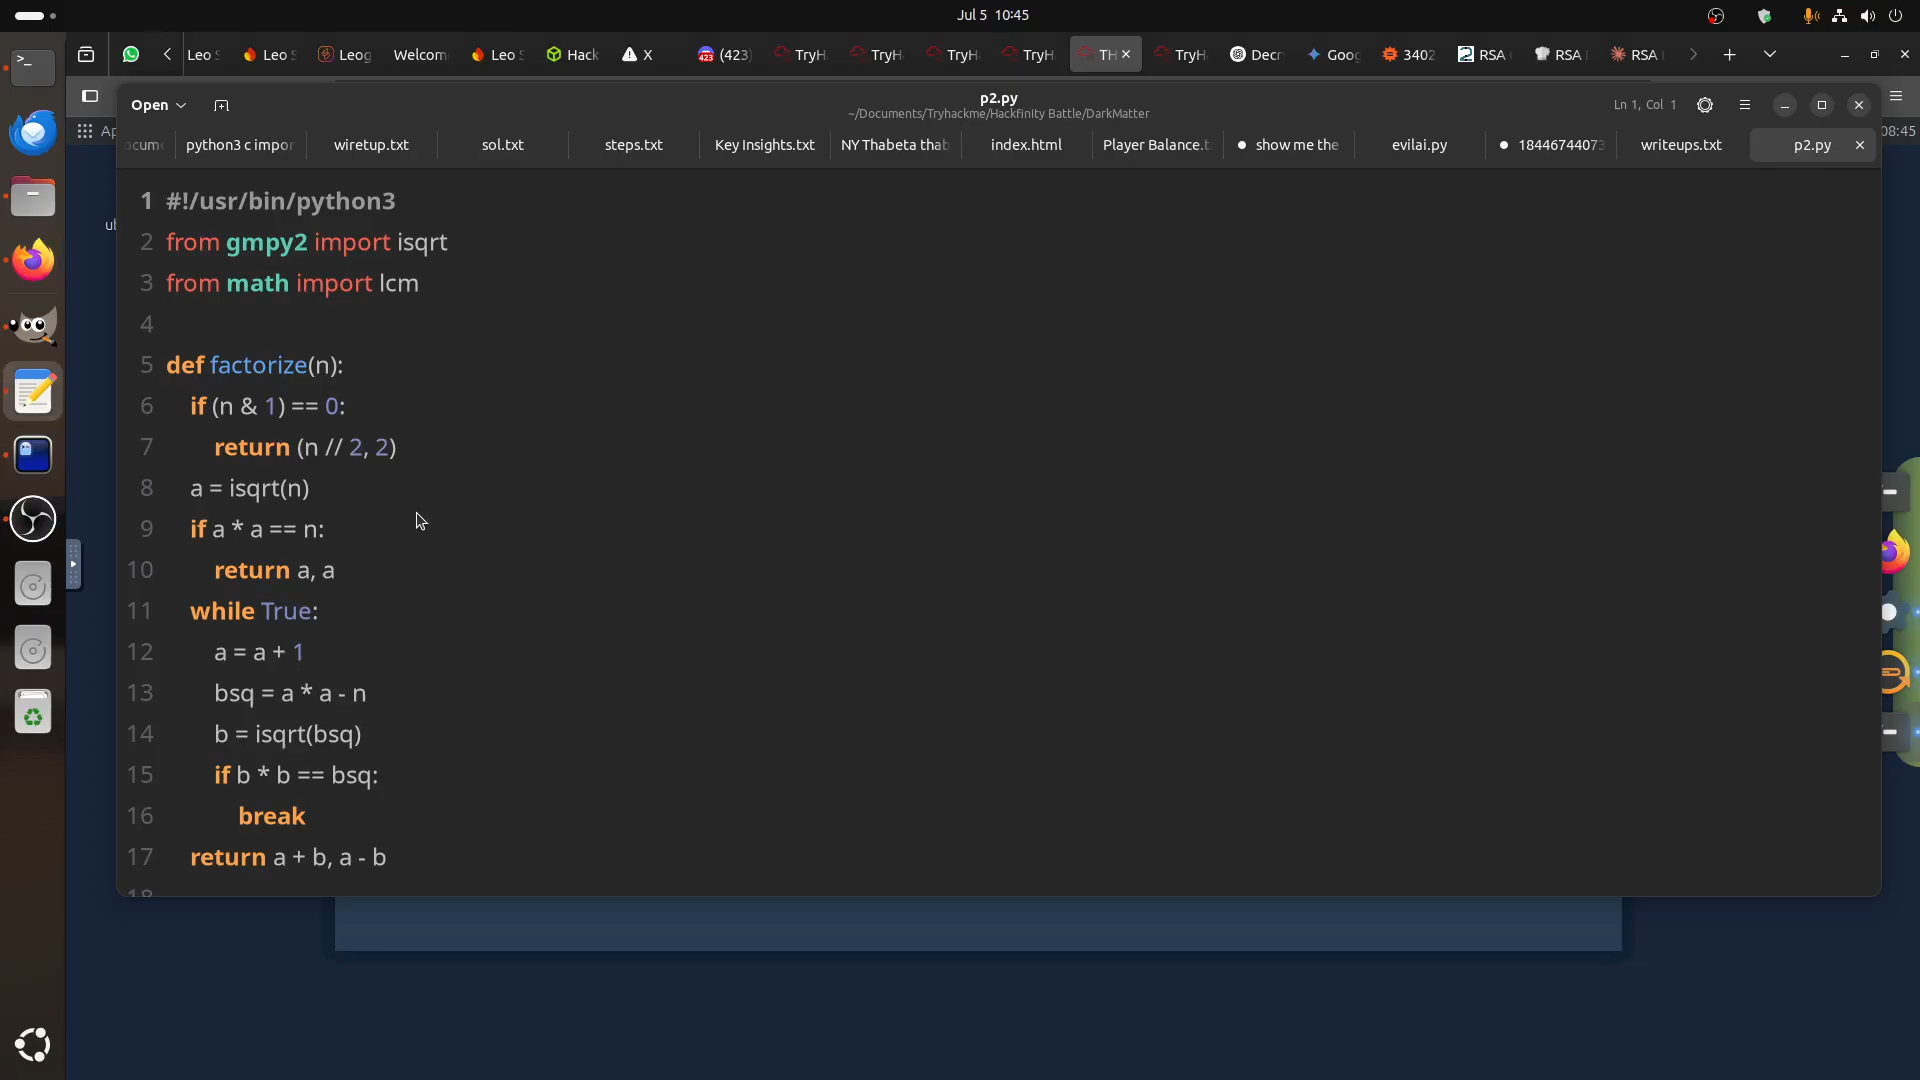 Jul 5 10:45
Leo S
Leo S
Leog
Welcom
Leo S
Hack
X
(423)
TryH
TryH
TryH
TryH
TH
TryH
Decr
Goog
3402
RSA
RSA
RSA
Open
p2.py
~/Documents/Tryhackme/Hackfinity Battle/DarkMatter
Ln 1, Col 1
Ap
08:45
ocume
python3 c impor
wiretup.txt
sol.txt
steps.txt
Key Insights.txt
NY Thabeta thab
index.html
Player Balance.t
show me the
evilai.py
18446744073
writeups.txt
p2.py
ub
1 #!/usr/bin/python3
2 from gmpy2 import isqrt
3 from math import lcm
4
5 def factorize(n):
6 if (n & 1) == 0:
7 return (n // 2, 2)
8 a = isqrt(n)
9 if a * a == n:
10 return a, a
11 while True:
12 a = a + 1
13 bsq = a * a - n
14 b = isqrt(bsq)
15 if b * b == bsq:
16 break
17 return a + b, a - b
18